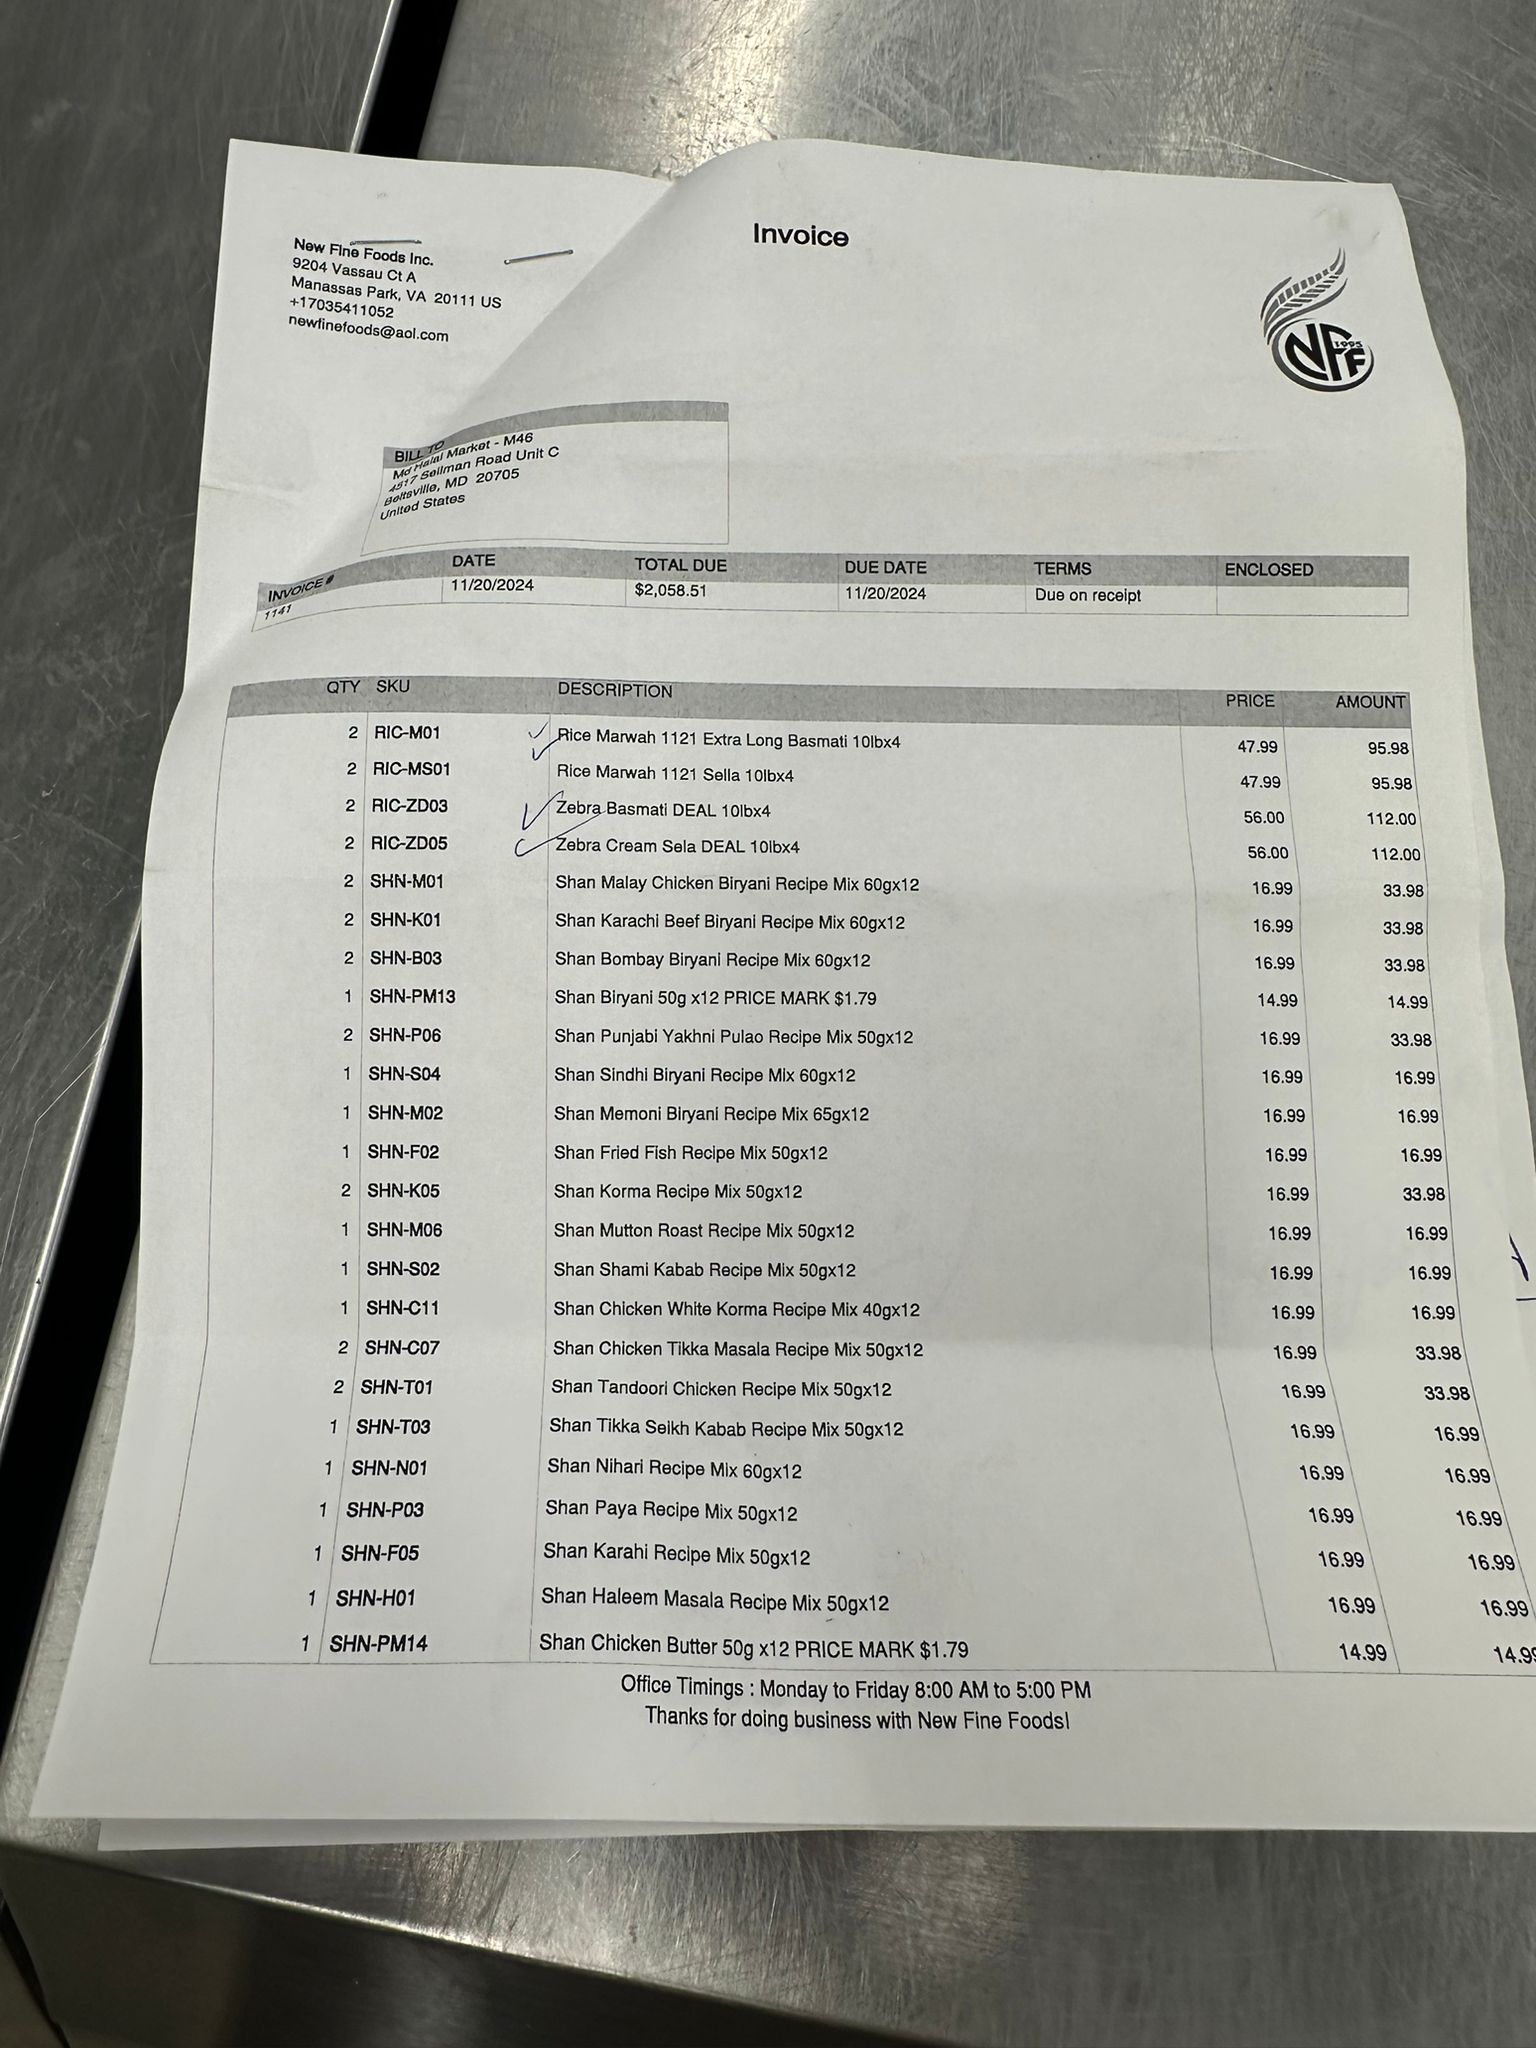 Invoice
New Fine Foods Inc.
9204 Vassau Ct A
Manassas Park, VA 20111 US
+17035411052
newfinefoods@aol.com
NFF
1995
BILL TO
Md Halal Market - M46
4517 Sellman Road Unit C
Beltsville, MD 20705
United States
INVOICE # DATE TOTAL DUE DUE DATE TERMS ENCLOSED
1141 11/20/2024 $2,058.51 11/20/2024 Due on receipt
QTY SKU DESCRIPTION PRICE AMOUNT
2 RIC-M01 Rice Marwah 1121 Extra Long Basmati 10lbx4 47.99 95.98
2 RIC-MS01 Rice Marwah 1121 Sella 10lbx4 47.99 95.98
2 RIC-ZD03 Zebra Basmati DEAL 10lbx4 56.00 112.00
2 RIC-ZD05 Zebra Cream Sela DEAL 10lbx4 56.00 112.00
2 SHN-M01 Shan Malay Chicken Biryani Recipe Mix 60gx12 16.99 33.98
2 SHN-K01 Shan Karachi Beef Biryani Recipe Mix 60gx12 16.99 33.98
2 SHN-B03 Shan Bombay Biryani Recipe Mix 60gx12 16.99 33.98
1 SHN-PM13 Shan Biryani 50g x12 PRICE MARK $1.79 14.99 14.99
2 SHN-P06 Shan Punjabi Yakhni Pulao Recipe Mix 50gx12 16.99 33.98
1 SHN-S04 Shan Sindhi Biryani Recipe Mix 60gx12 16.99 16.99
1 SHN-M02 Shan Memoni Biryani Recipe Mix 65gx12 16.99 16.99
1 SHN-F02 Shan Fried Fish Recipe Mix 50gx12 16.99 16.99
2 SHN-K05 Shan Korma Recipe Mix 50gx12 16.99 33.98
1 SHN-M06 Shan Mutton Roast Recipe Mix 50gx12 16.99 16.99
1 SHN-S02 Shan Shami Kabab Recipe Mix 50gx12 16.99 16.99
1 SHN-C11 Shan Chicken White Korma Recipe Mix 40gx12 16.99 16.99
2 SHN-C07 Shan Chicken Tikka Masala Recipe Mix 50gx12 16.99 33.98
2 SHN-T01 Shan Tandoori Chicken Recipe Mix 50gx12 16.99 33.98
1 SHN-T03 Shan Tikka Seikh Kabab Recipe Mix 50gx12 16.99 16.99
1 SHN-N01 Shan Nihari Recipe Mix 60gx12 16.99 16.99
1 SHN-P03 Shan Paya Recipe Mix 50gx12 16.99 16.99
1 SHN-F05 Shan Karahi Recipe Mix 50gx12 16.99 16.99
1 SHN-H01 Shan Haleem Masala Recipe Mix 50gx12 16.99 16.99
1 SHN-PM14 Shan Chicken Butter 50g x12 PRICE MARK $1.79 14.99 14.99
Office Timings : Monday to Friday 8:00 AM to 5:00 PM
Thanks for doing business with New Fine Foods!